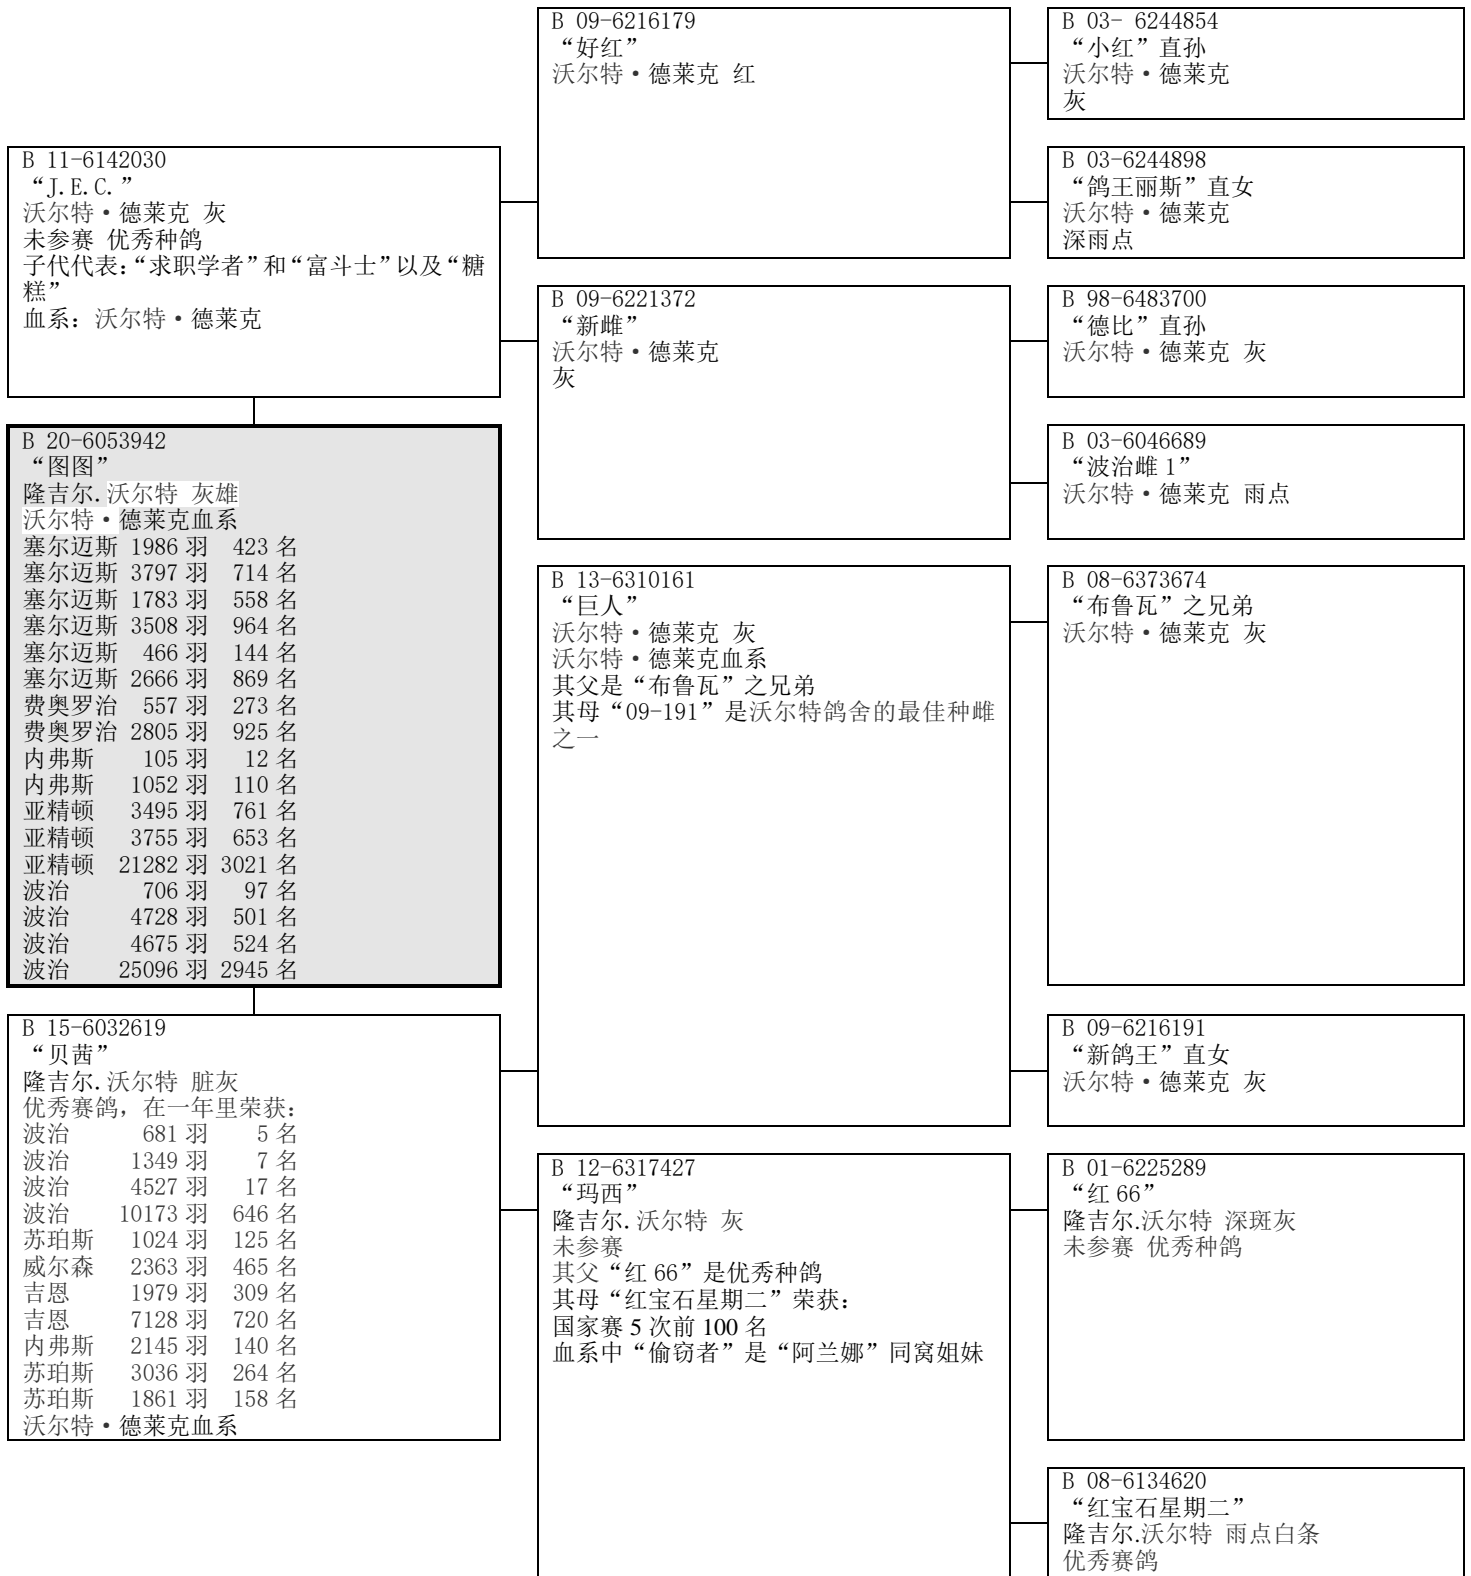 B 11-6142030
“J.E.C.”
沃尔特·德莱克 灰
未参赛 优秀种鸽
子代代表：“求职学者”和“富斗士”以及“糖
糕”
血系：沃尔特·德莱克
B 20-6053942
“图图”
隆吉尔.沃尔特 灰雄
沃尔特·德莱克血系
塞尔迈斯 1986 羽 423 名
塞尔迈斯 3797 羽 714 名
塞尔迈斯 1783 羽 558 名
塞尔迈斯 3508 羽 964 名
塞尔迈斯 466 羽 144 名
塞尔迈斯 2666 羽 869 名
费奥罗治 557 羽 273 名
费奥罗治 2805 羽 925 名
内弗斯 105 羽 12 名
内弗斯 1052 羽 110 名
亚精顿 3495 羽 761 名
亚精顿 3755 羽 653 名
亚精顿 21282 羽 3021 名
波治 706 羽 97 名
波治 4728 羽 501 名
波治 4675 羽 524 名
波治 25096 羽 2945 名
B 15-6032619
“贝茜”
隆吉尔.沃尔特 脏灰
优秀赛鸽，在一年里荣获：
波治 681 羽 5 名
波治 1349 羽 7 名
波治 4527 羽 17 名
波治 10173 羽 646 名
苏珀斯 1024 羽 125 名
威尔森 2363 羽 465 名
吉恩 1979 羽 309 名
吉恩 7128 羽 720 名
内弗斯 2145 羽 140 名
苏珀斯 3036 羽 264 名
苏珀斯 1861 羽 158 名
沃尔特·德莱克血系
B 09-6216179
“好红”
沃尔特·德莱克 红
B 09-6221372
“新雌”
沃尔特·德莱克
灰
B 13-6310161
“巨人”
沃尔特·德莱克 灰
沃尔特·德莱克血系
其父是“布鲁瓦”之兄弟
其母“09-191”是沃尔特鸽舍的最佳种雌
之一
B 12-6317427
“玛西”
隆吉尔.沃尔特 灰
未参赛
其父“红 66”是优秀种鸽
其母“红宝石星期二”荣获：
国家赛 5 次前 100 名
血系中“偷窃者”是“阿兰娜”同窝姐妹
B 03- 6244854
“小红”直孙
沃尔特·德莱克
灰
B 03-6244898
“鸽王丽斯”直女
沃尔特·德莱克
深雨点
B 98-6483700
“德比”直孙
沃尔特·德莱克 灰
B 03-6046689
“波治雌 1”
沃尔特·德莱克 雨点
B 08-6373674
“布鲁瓦”之兄弟
沃尔特·德莱克 灰
B 09-6216191
“新鸽王”直女
沃尔特·德莱克 灰
B 01-6225289
“红 66”
隆吉尔.沃尔特 深斑灰
未参赛 优秀种鸽
B 08-6134620
“红宝石星期二”
隆吉尔.沃尔特 雨点白条
优秀赛鸽